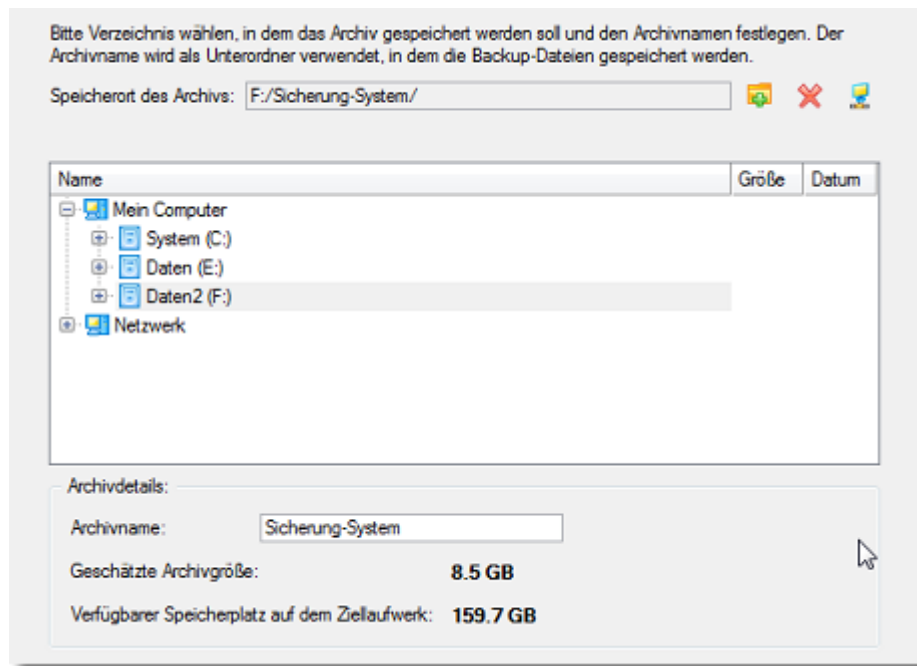 Bitte Verzeichnis wählen, in dem das Archiv gespeichert werden soll und den Archivnamen festlegen. Der
Archivname wird als Unterordner verwendet, in dem die Backup-Dateien gespeichert werden.
Speicherort des Archivs: F:/Sicherung-System/
Name Größe Datum
Mein Computer
System (C:)
Daten (E:)
Daten2 (F:)
Netzwerk
Archivdetails:
Archivname: Sicherung-System
Geschätzte Archivgröße: 8.5 GB
Verfügbarer Speicherplatz auf dem Ziellaufwerk: 159.7 GB